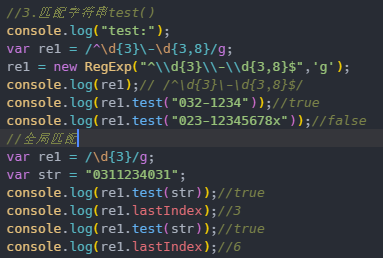 //3.匹配字符串test()
console.log("test:");
var re1 = /^\d{3}\-\d{3,8}/g;
re1 = new RegExp("^\\d{3}\\-\\d{3,8}$",'g');
console.log(re1);// /^\d{3}\-\d{3,8}$/
console.log(re1.test("032-1234"));//true
console.log(re1.test("023-12345678x"));//false
//全局匹配
var re1 = /\d{3}/g;
var str = "0311234031";
console.log(re1.test(str));//true
console.log(re1.lastIndex);//3
console.log(re1.test(str));//true
console.log(re1.lastIndex);//6